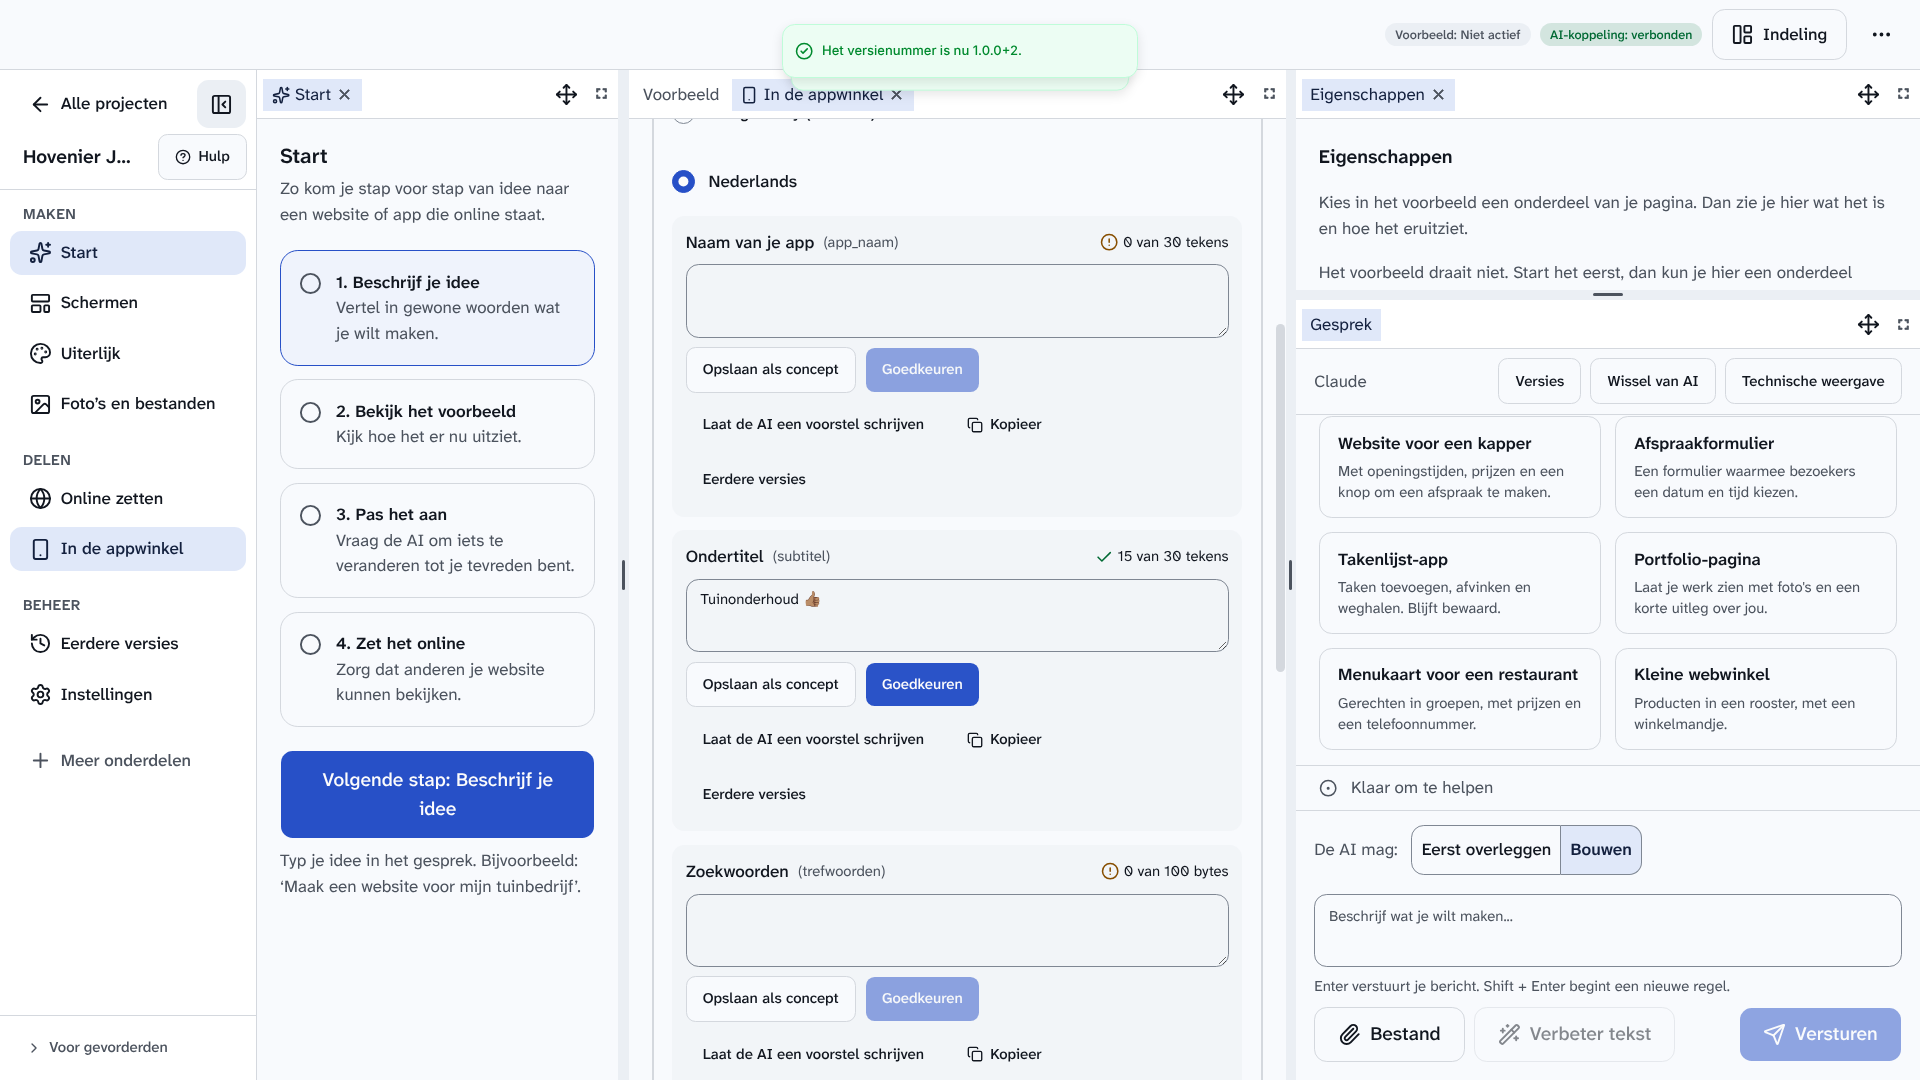 Voorbeeld: Niet actief
AI-koppeling: verbonden
Indeling
Het versienummer is nu 1.0.0+2.
Alle projecten
Hovenier J...
Hulp
MAKEN
Start
Schermen
Uiterlijk
Foto's en bestanden
DELEN
Online zetten
In de appwinkel
BEHEER
Eerdere versies
Instellingen
Meer onderdelen
Voor gevorderden
Start
Start
Zo kom je stap voor stap van idee naar
een website of app die online staat.
1. Beschrijf je idee
Vertel in gewone woorden wat
je wilt maken.
2. Bekijk het voorbeeld
Kijk hoe het er nu uitziet.
3. Pas het aan
Vraag de AI om iets te
veranderen tot je tevreden bent.
4. Zet het online
Zorg dat anderen je website
kunnen bekijken.
Volgende stap: Beschrijf je
idee
Typ je idee in het gesprek. Bijvoorbeeld:
‘Maak een website voor mijn tuinbedrijf’.
Voorbeeld
In de appwinkel
Nederlands
Naam van je app (app_naam)
0 van 30 tekens
Opslaan als concept
Goedkeuren
Laat de AI een voorstel schrijven
Kopieer
Eerdere versies
Ondertitel (subtitel)
15 van 30 tekens
Tuinonderhoud 👍🏽
Opslaan als concept
Goedkeuren
Laat de AI een voorstel schrijven
Kopieer
Eerdere versies
Zoekwoorden (trefwoorden)
0 van 100 bytes
Opslaan als concept
Goedkeuren
Laat de AI een voorstel schrijven
Kopieer
Eigenschappen
Eigenschappen
Kies in het voorbeeld een onderdeel van je pagina. Dan zie je hier wat het is
en hoe het eruitziet.
Het voorbeeld draait niet. Start het eerst, dan kun je hier een onderdeel
Gesprek
Claude
Versies
Wissel van AI
Technische weergave
Website voor een kapper
Met openingstijden, prijzen en een
knop om een afspraak te maken.
Afspraakformulier
Een formulier waarmee bezoekers
een datum en tijd kiezen.
Takenlijst-app
Taken toevoegen, afvinken en
weghalen. Blijft bewaard.
Portfolio-pagina
Laat je werk zien met foto's en een
korte uitleg over jou.
Menukaart voor een restaurant
Gerechten in groepen, met prijzen en
een telefoonnummer.
Kleine webwinkel
Producten in een rooster, met een
winkelmandje.
Klaar om te helpen
De AI mag:
Eerst overleggen
Bouwen
Beschrijf wat je wilt maken...
Enter verstuurt je bericht. Shift + Enter begint een nieuwe regel.
Bestand
Verbeter tekst
Versturen